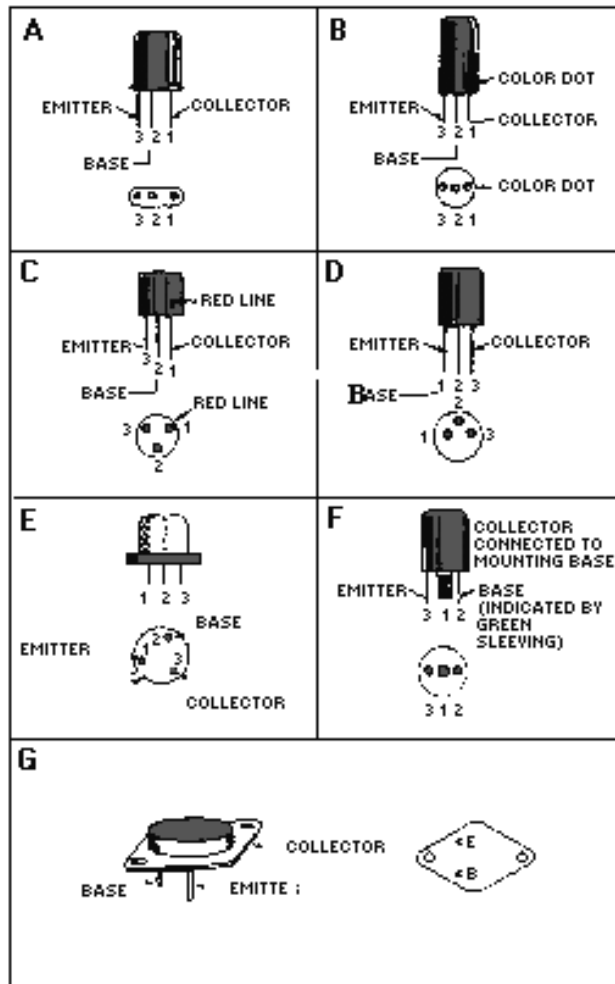 A
EMITTER
COLLECTOR
3 2 1
BASE
3 2 1
B
COLOR DOT
EMITTER
3 2 1
COLLECTOR
BASE
COLOR DOT
3 2 1
C
RED LINE
EMITTER
COLLECTOR
3 2 1
BASE
RED LINE
3 1
2
D
EMITTER
COLLECTOR
1 2 3
BASE
2
1 3
E
1 2 3
BASE
EMITTER
2
1
3
COLLECTOR
F
COLLECTOR
CONNECTED TO
MOUNTING BASE
EMITTER
3 1 2
BASE
(INDICATED BY
GREEN
SLEEVING)
3 1 2
G
COLLECTOR
BASE
EMITTE :
E
B